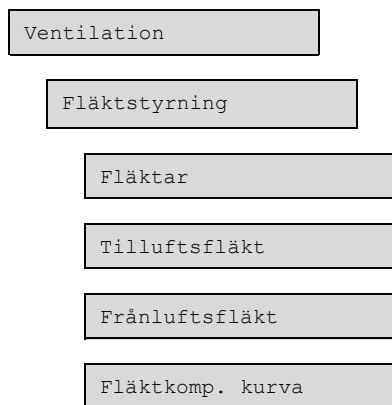 Ventilation
Fläktstyrning
Fläktar
Tilluftsfläkt
Frånluftsfläkt
Fläktkomp. kurva